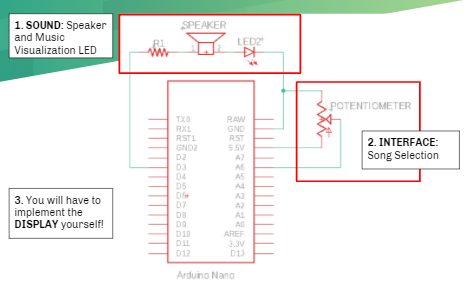 1. SOUND: Speaker
and Music
Visualization LED
SPEAKER
R1
1
2
LED2
POTENTIOMETER
2. INTERFACE:
Song Selection
TX0
RX1
RST1
GND2
D2
D3
D4
D5
D6
D7
D8
D9
D10
D11
D12
RAW
GND
RST
5.5V
A7
A6
A5
A4
A3
A2
A1
A0
AREF
3.3V
D13
3. You will have to
implement the
DISPLAY yourself!
Arduino Nano